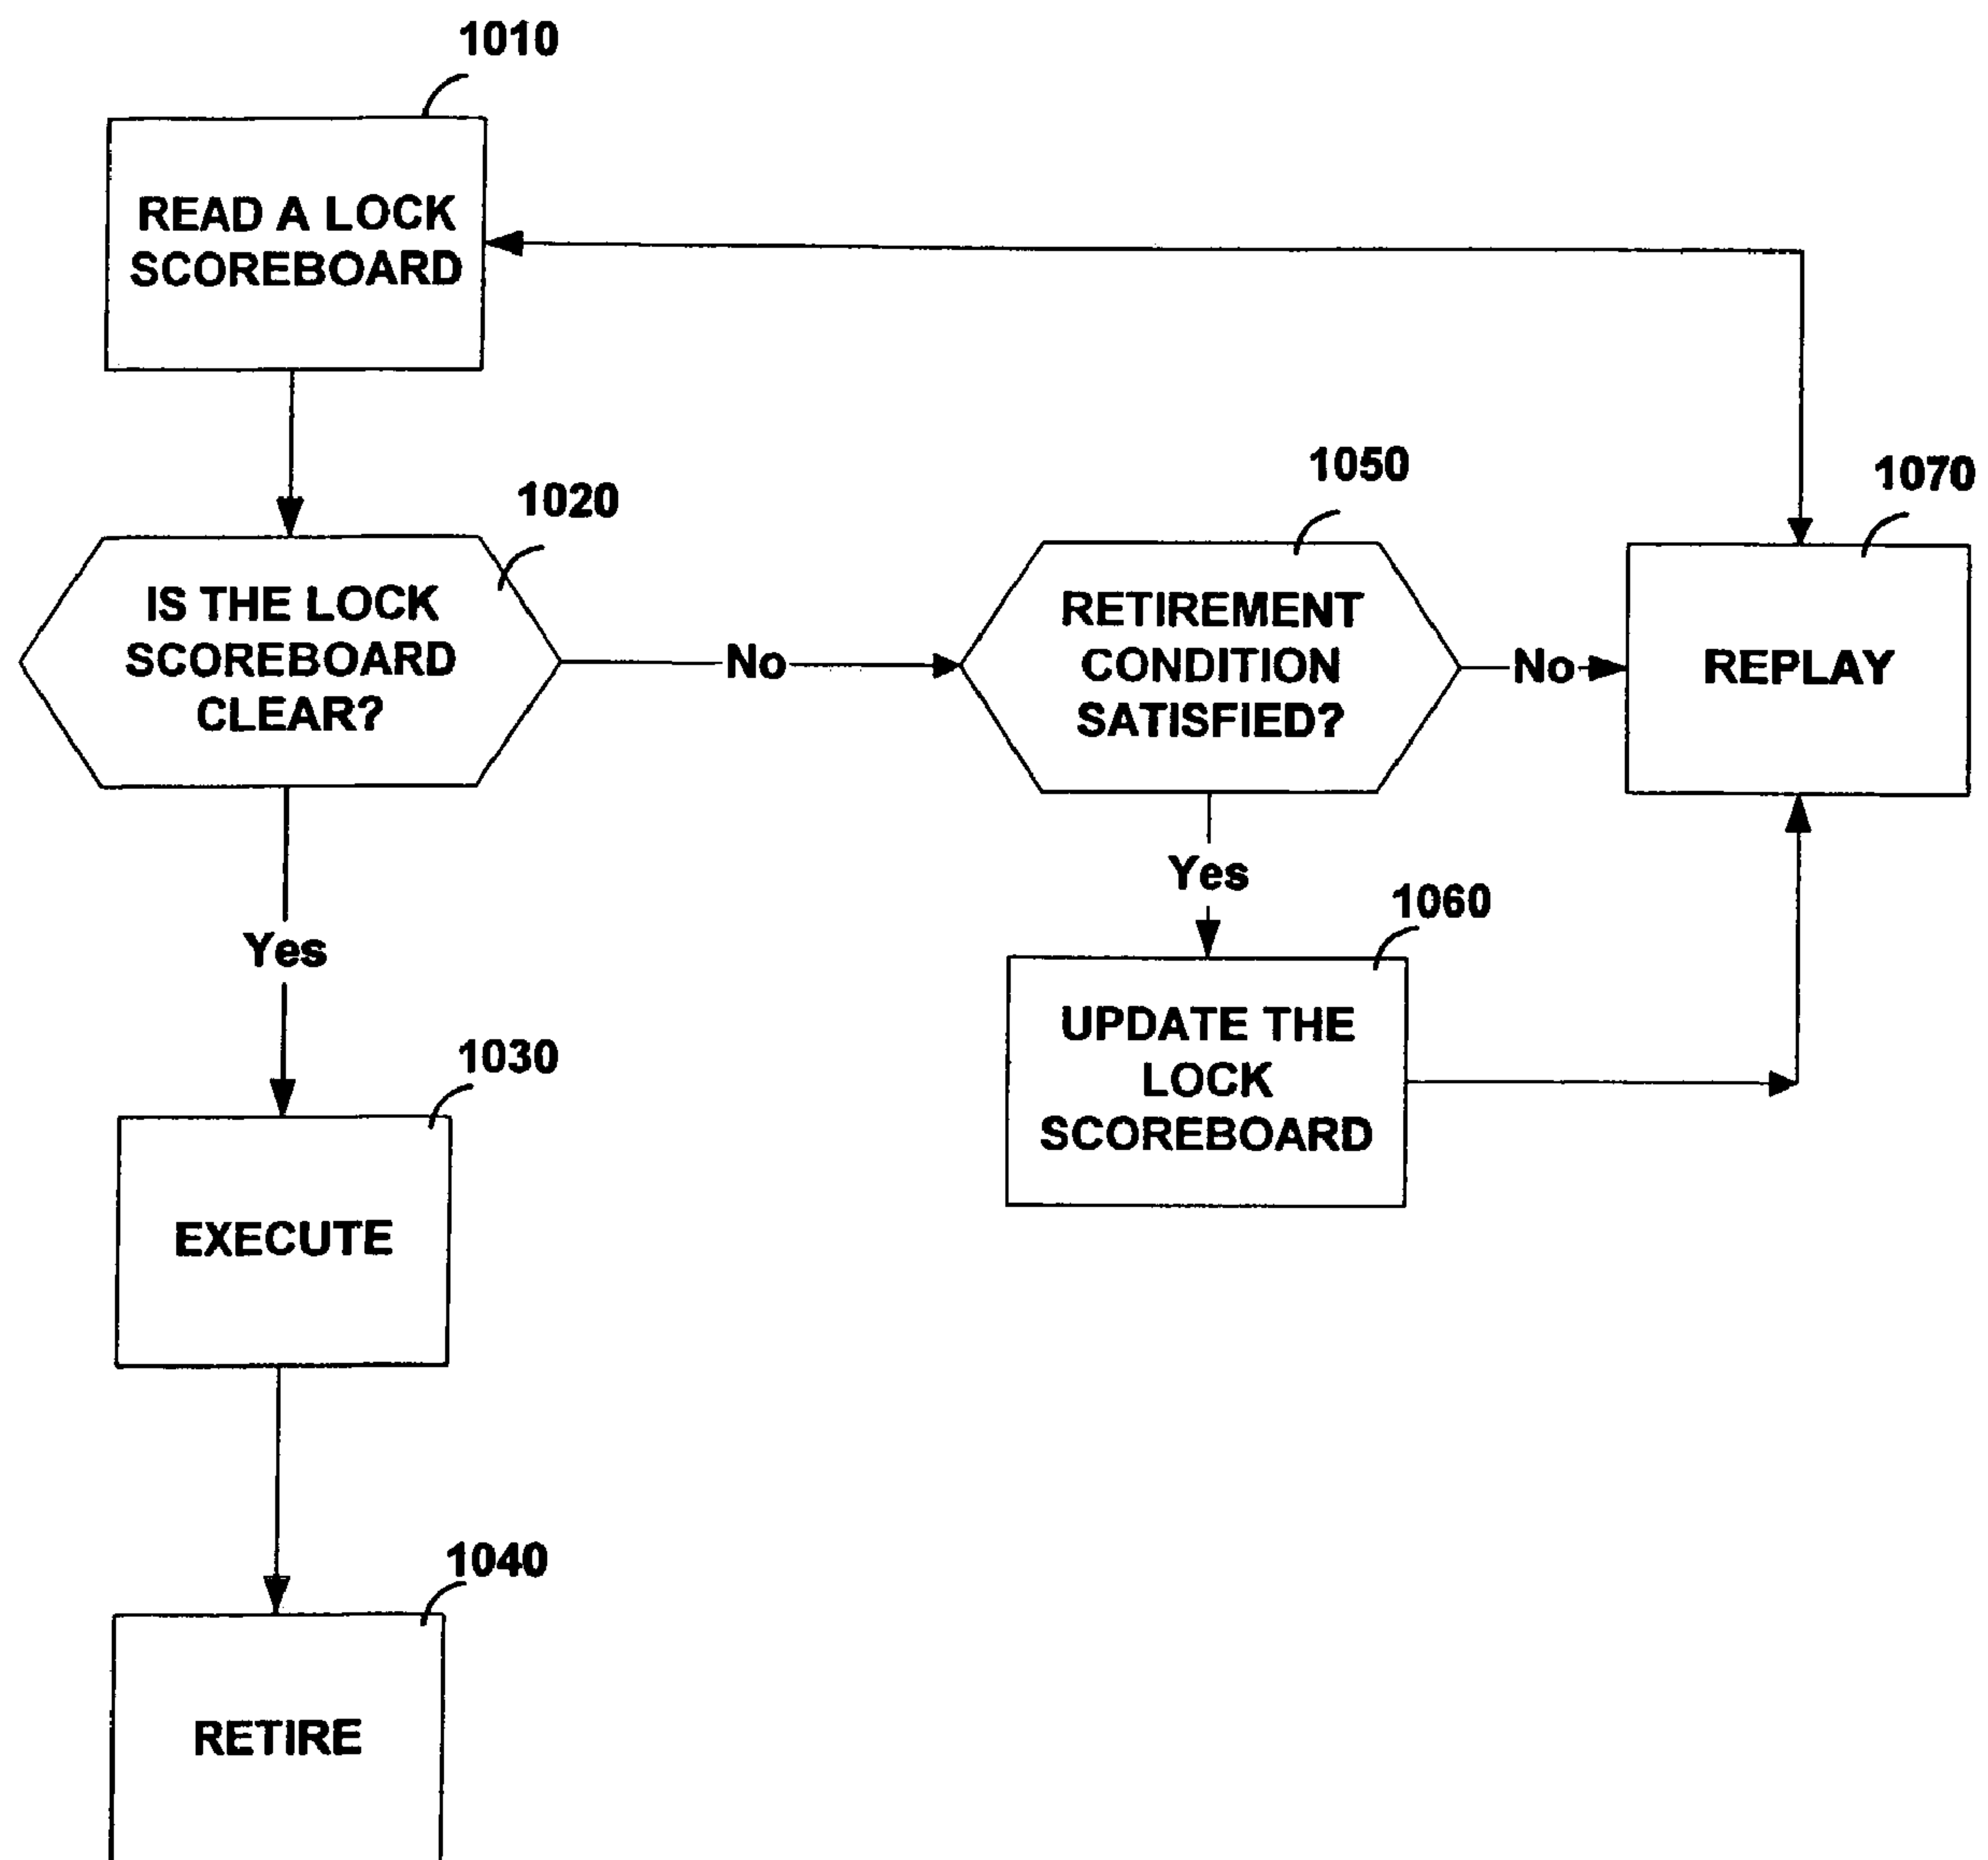 1010
READ A LOCK
SCOREBOARD
1020
IS THE LOCK
SCOREBOARD
CLEAR?
No
1050
RETIREMENT
CONDITION
SATISFIED?
No
1070
REPLAY
Yes
1060
UPDATE THE
LOCK
SCOREBOARD
Yes
1030
EXECUTE
1040
RETIRE